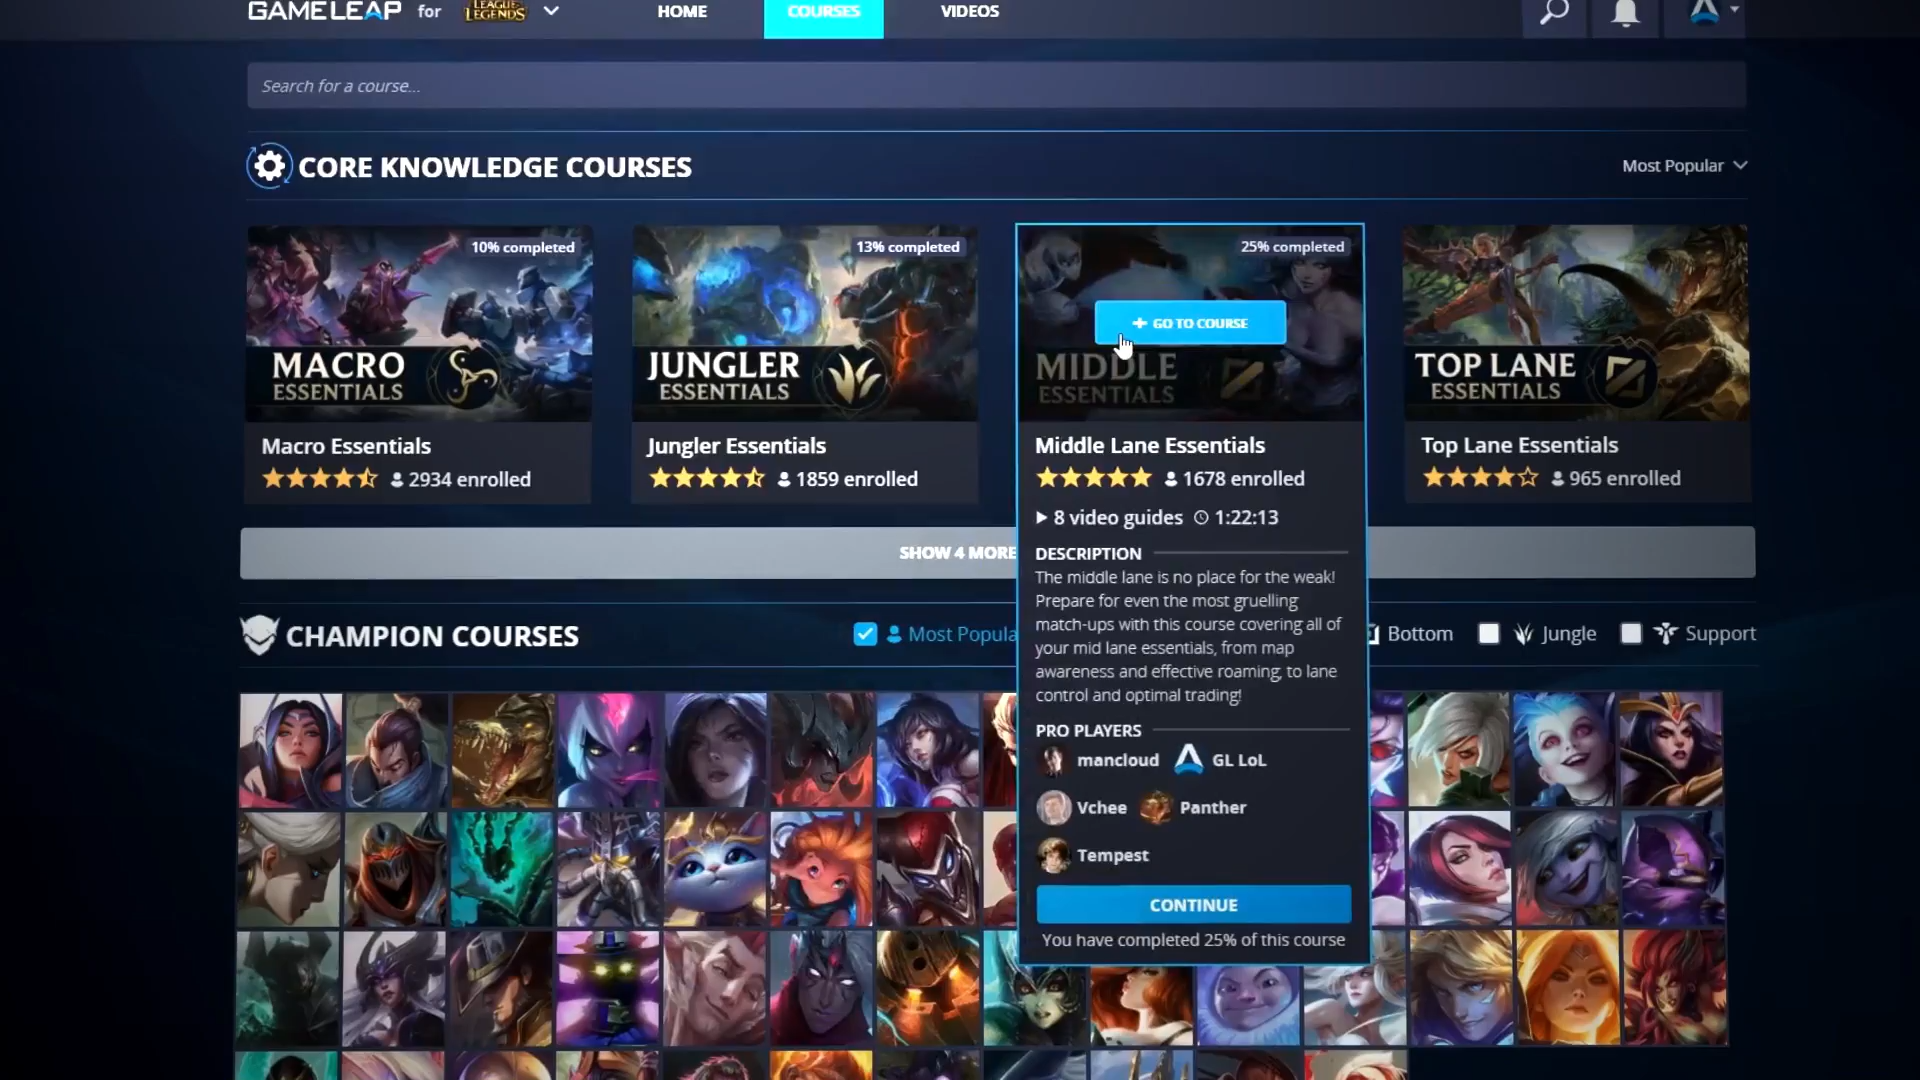 GAMELEAP for LEAGUE LEGENDS HOME COURSES VIDEOS
Search for a course...
CORE KNOWLEDGE COURSES Most Popular
10% completed
MACRO
ESSENTIALS
Macro Essentials
2934 enrolled
13% completed
JUNGLER
ESSENTIALS
Jungler Essentials
1859 enrolled
25% completed
GO TO COURSE
MIDDLE
ESSENTIALS
Middle Lane Essentials
1678 enrolled
8 video guides 1:22:13
DESCRIPTION
The middle lane is no place for the weak!
Prepare for even the most gruelling
match-ups with this course covering all of
your mid lane essentials, from map
awareness and effective roaming, to lane
control and optimal trading!
PRO PLAYERS
mancloud GL LoL
Vchee Panther
Tempest
CONTINUE
You have completed 25% of this course
TOP LANE
ESSENTIALS
Top Lane Essentials
965 enrolled
SHOW 4 MORE
CHAMPION COURSES Most Popula Bottom Jungle Support